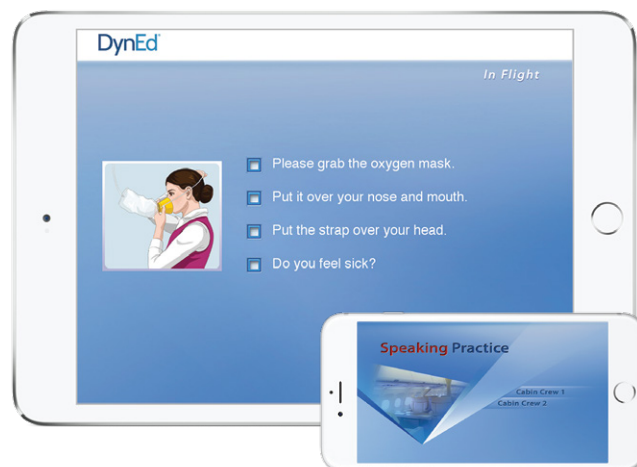 DynEd
In Flight
Please grab the oxygen mask.
Put it over your nose and mouth.
Put the strap over your head.
Do you feel sick?
Speaking Practice
Cabin Crew 1
Cabin Crew 2